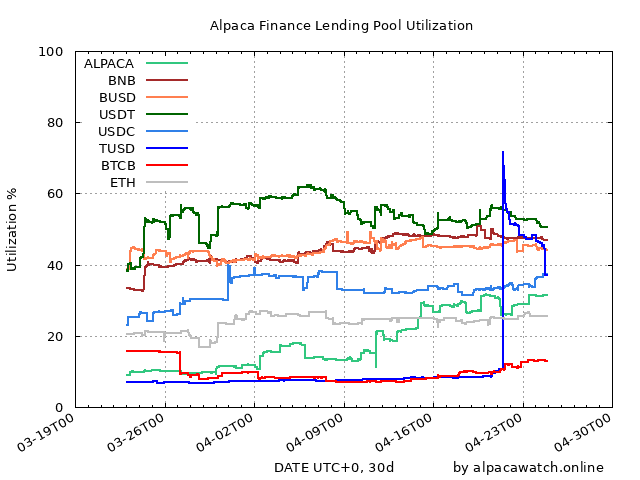 Alpaca Finance Lending Pool Utilization
100
80
60
40
20
0
Utilization %
ALPACA
BNB
BUSD
USDT
USDC
TUSD
BTCB
ETH
03-19T00
03-26T00
04-02T00
04-09T00
04-16T00
04-23T00
04-30T00
DATE UTC+0, 30d
by alpacawatch.online